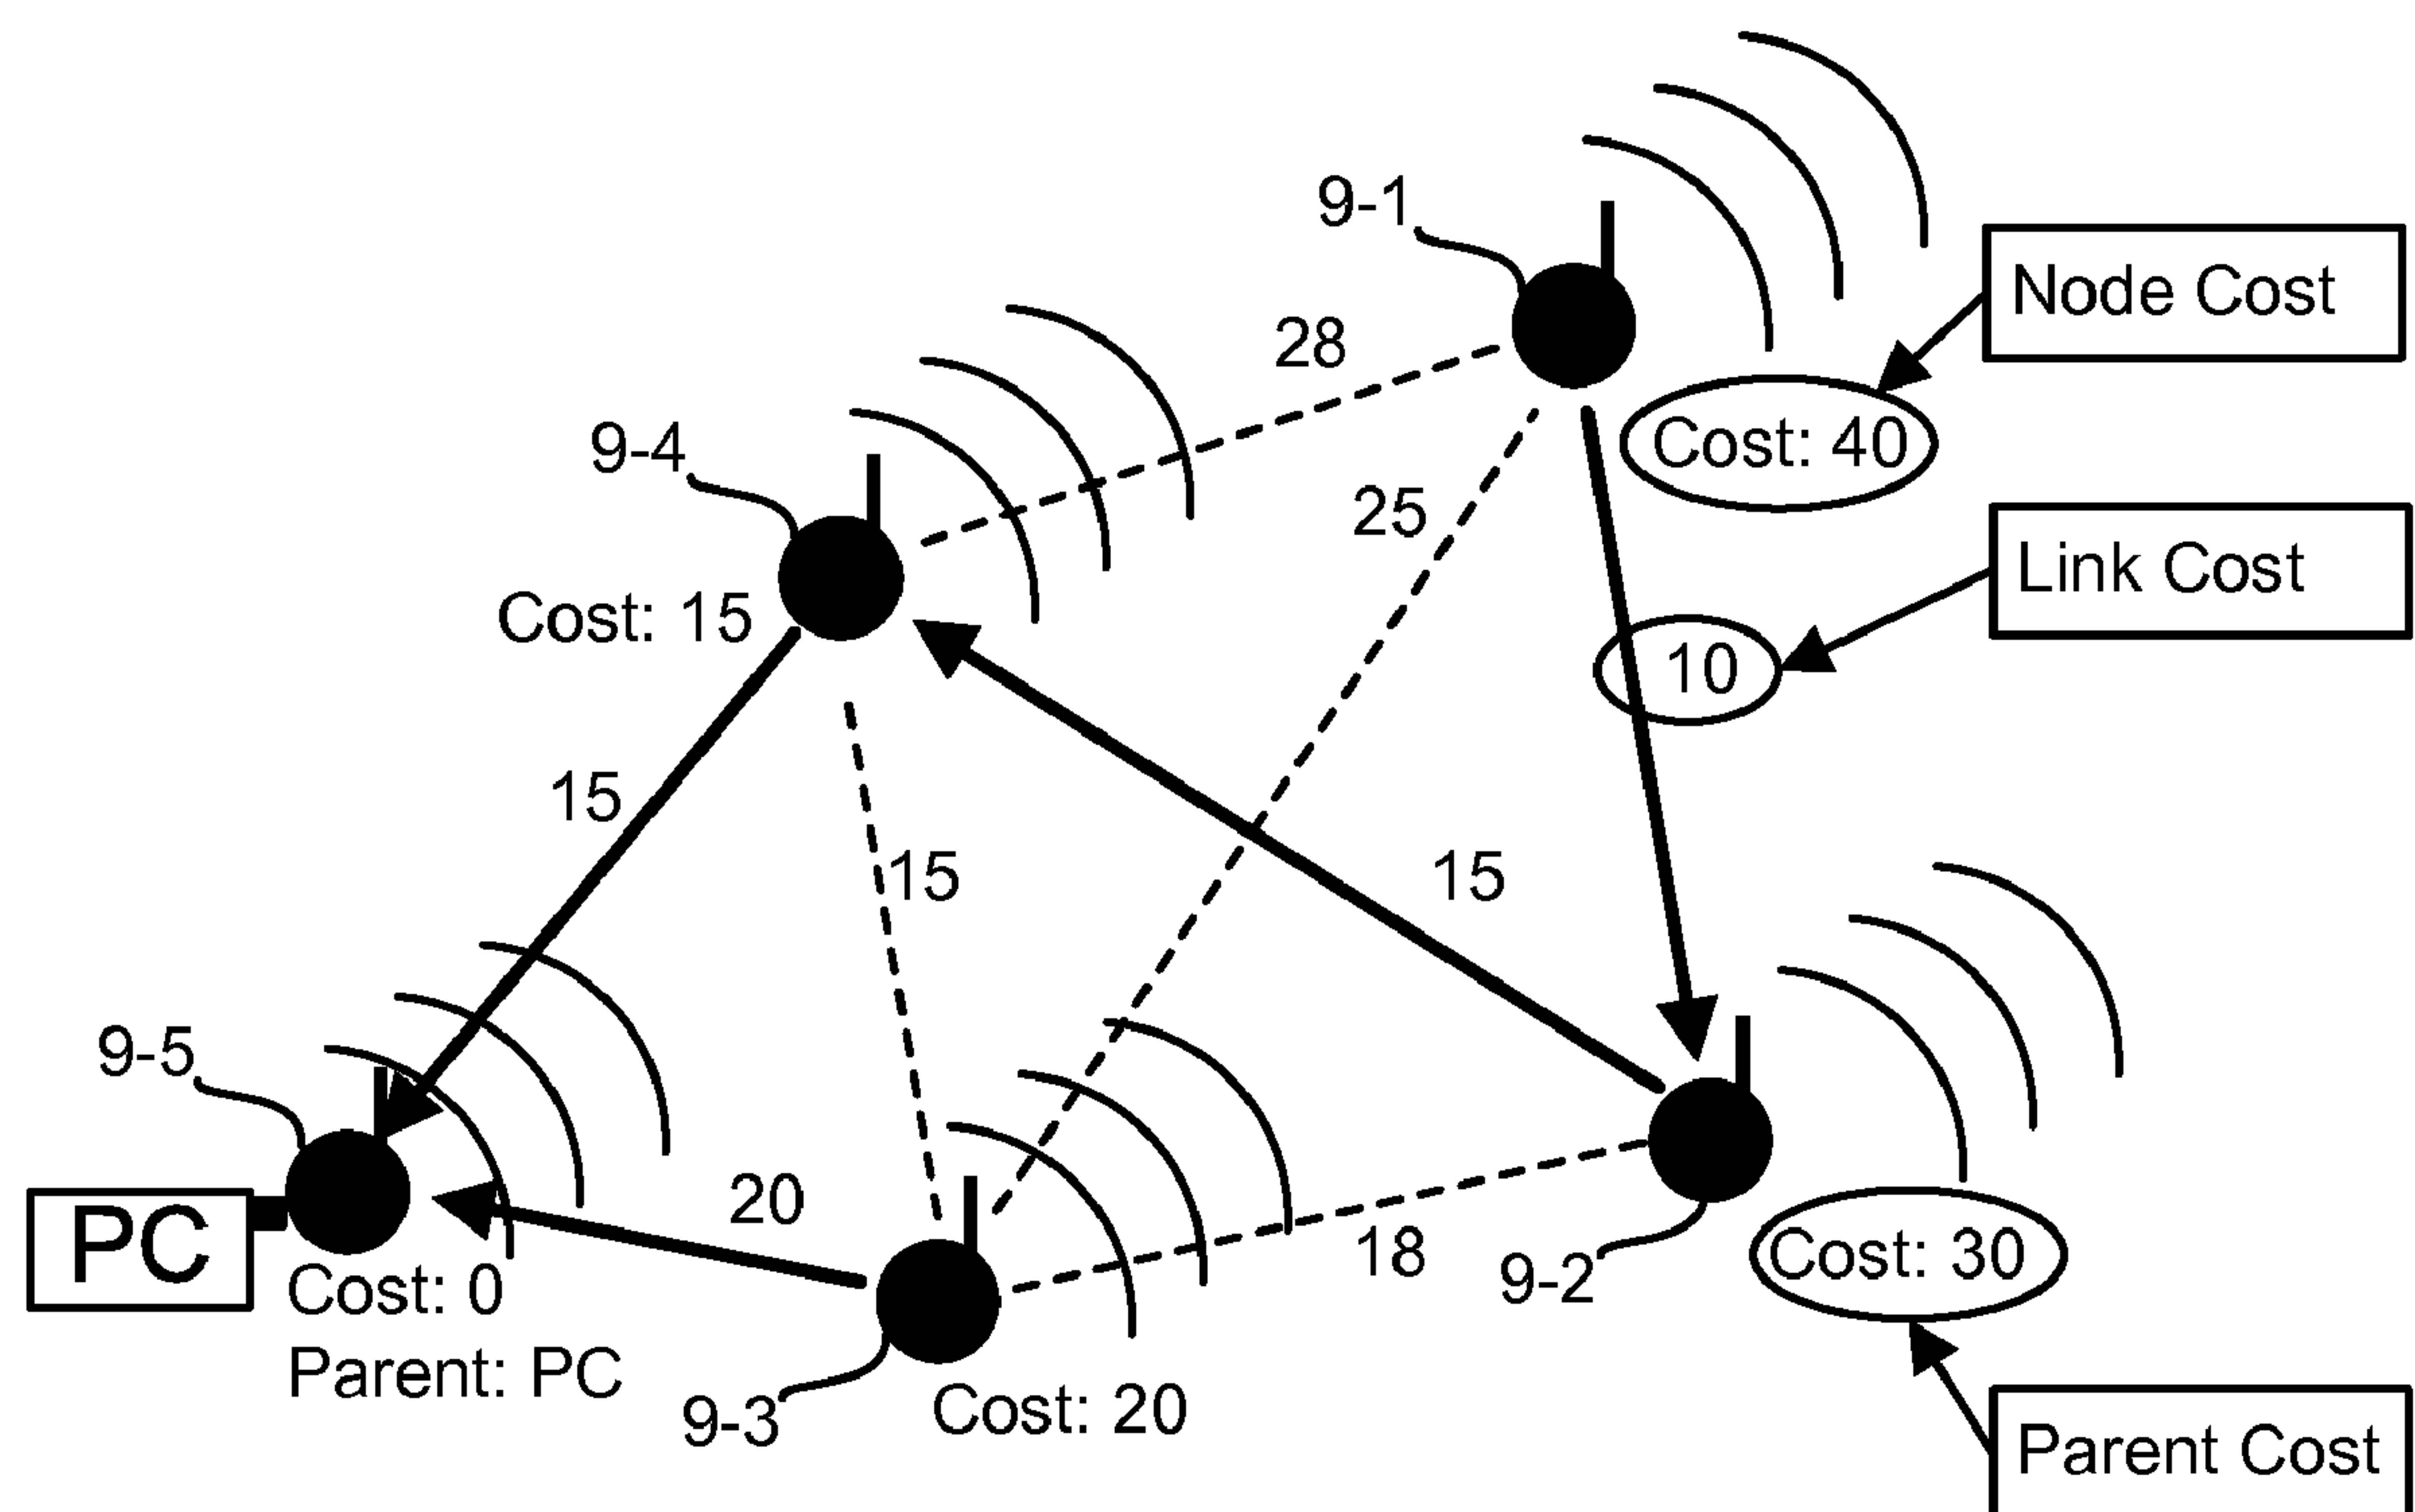 9-1
Node Cost
28
Cost: 40
9-4
25
Link Cost
Cost: 15
10
15
15
15
9-5
20
PC
Cost: 0
Parent: PC
18
9-2
Cost: 30
9-3
Cost: 20
Parent Cost